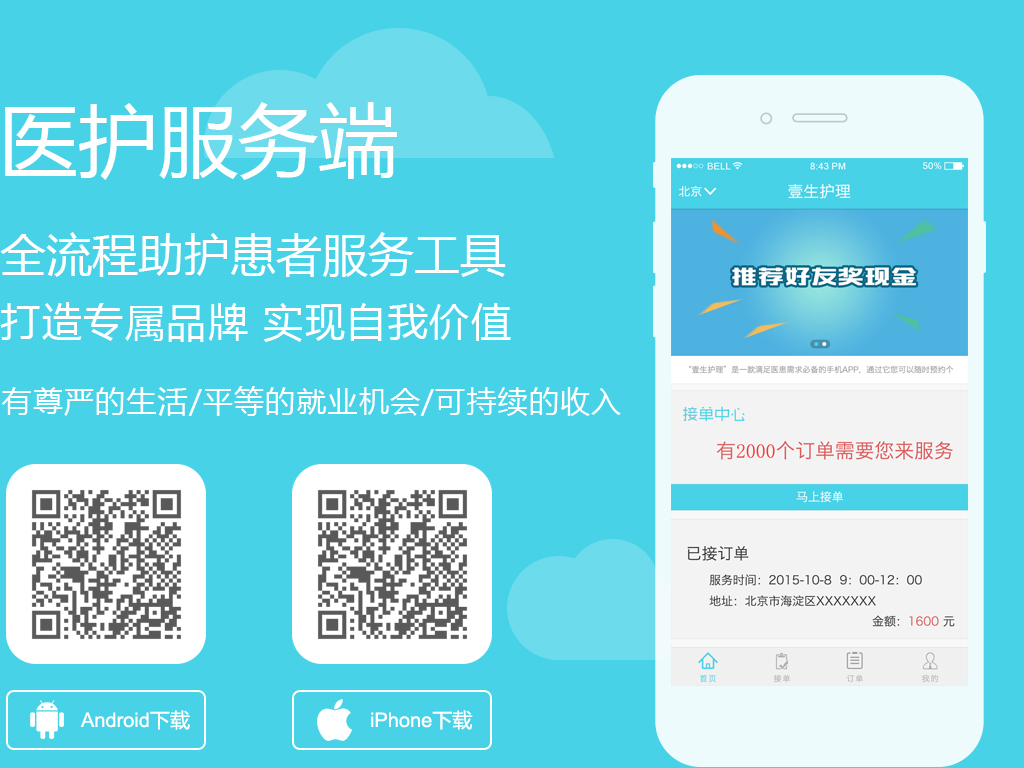 医护服务端
全流程助护患者服务工具
打造专属品牌 实现自我价值
有尊严的生活/平等的就业机会/可持续的收入
Android下载
iPhone下载
BELL 8:43 PM 50%
北京 壹生护理
推荐好友奖现金
“壹生护理”是一款满足医患需求必备的手机APP，通过它您可以随时预约个
接单中心
有2000个订单需要您来服务
马上接单
已接订单
服务时间：2015-10-8 9：00-12：00
地址：北京市海淀区XXXXXXX
金额：1600 元
首页 接单 订单 我的